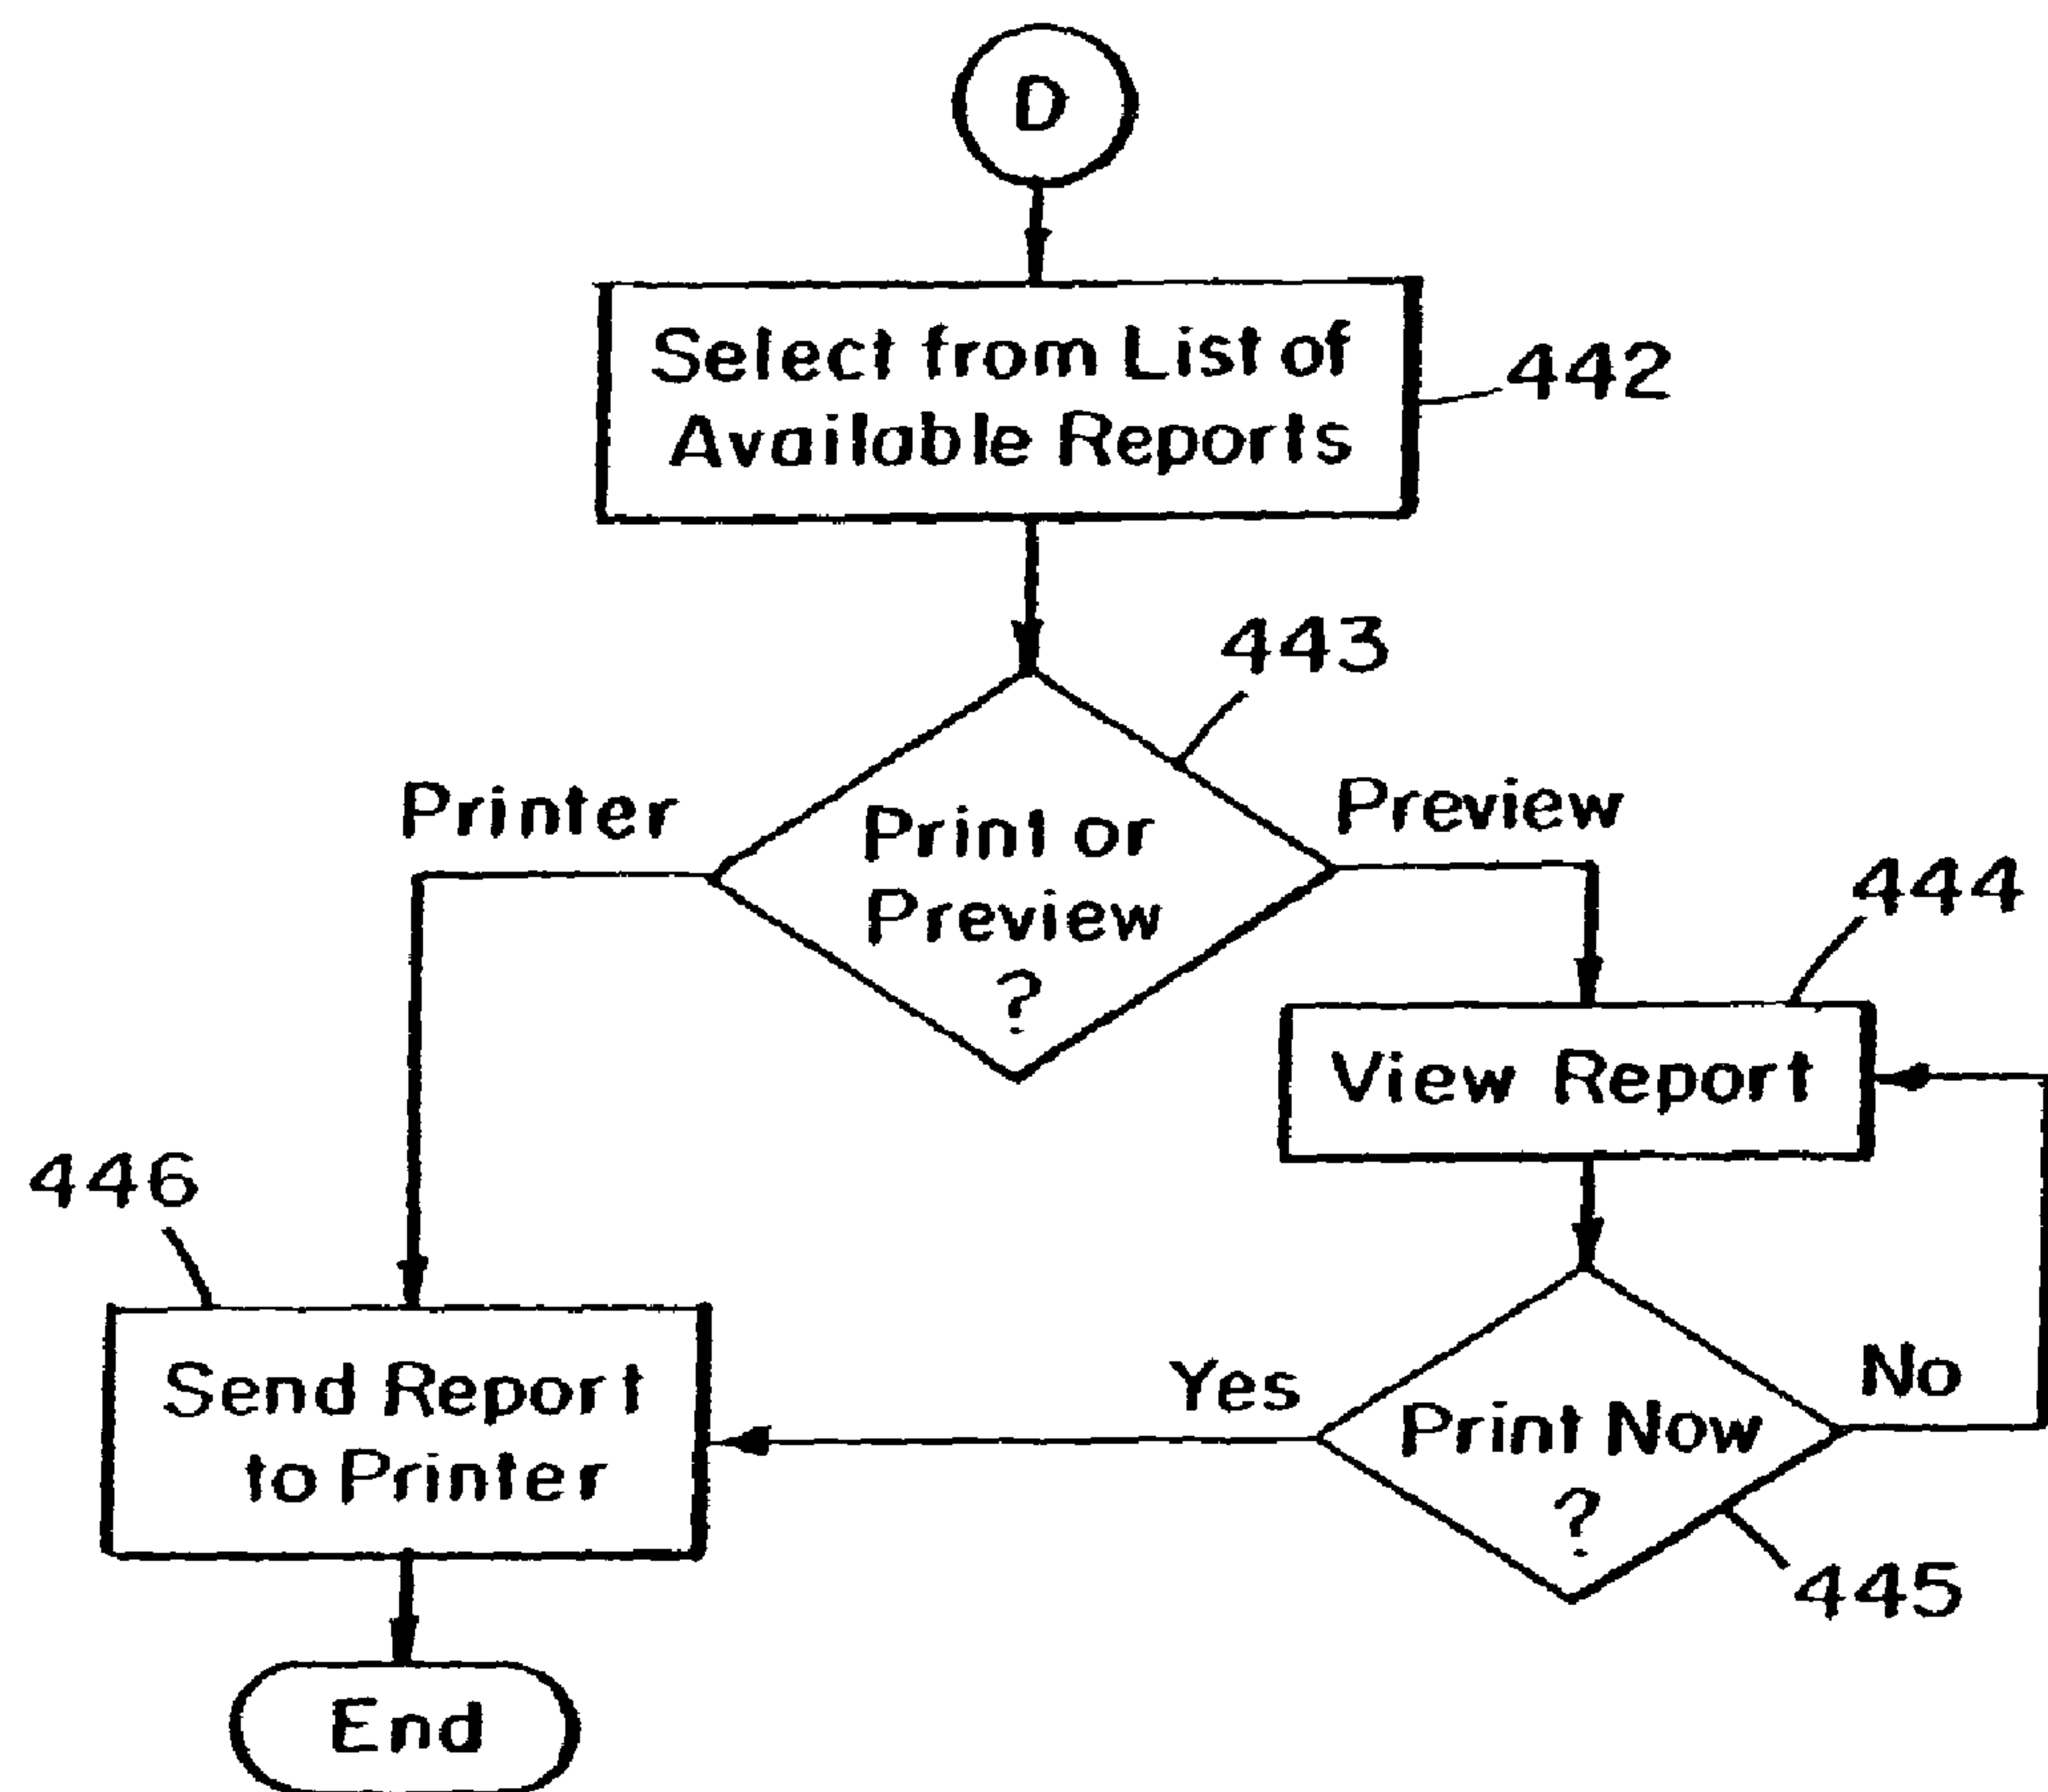 D
Select from List of
Available Reports
442
443
Printer
Print or
Preview
?
Preview
444
View Report
446
Send Report
to Printer
Yes
Print Now
?
No
445
End